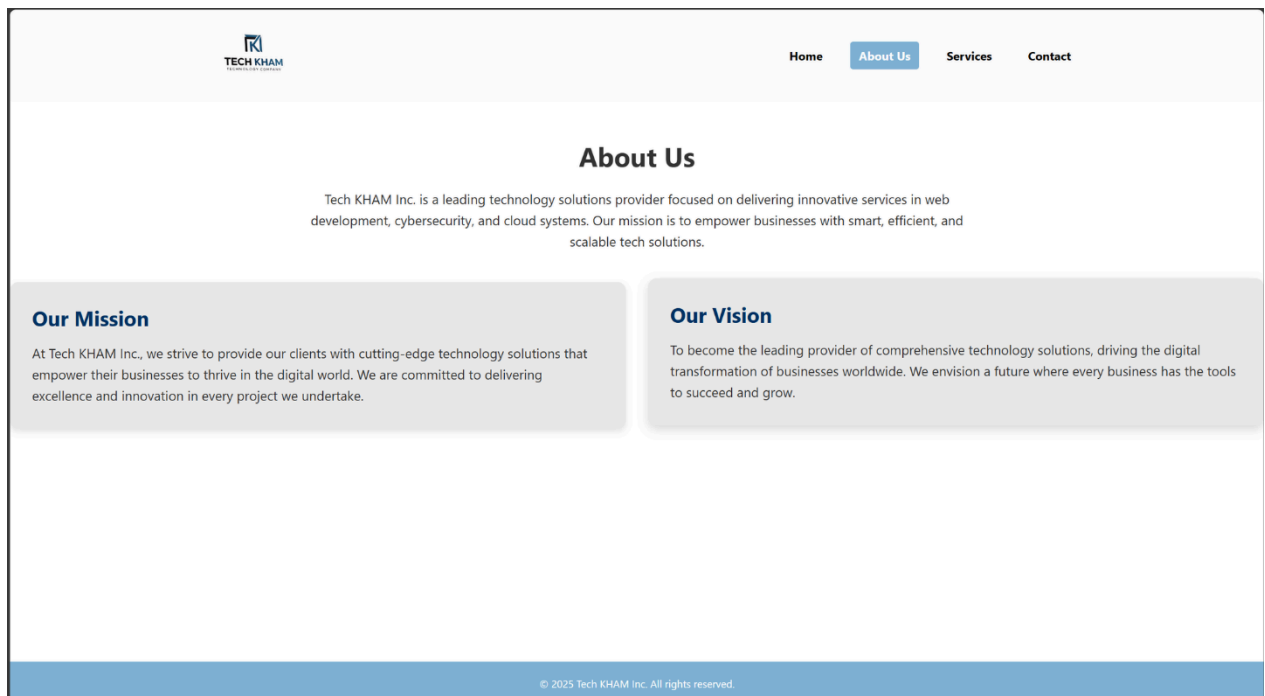 TECH KHAM
TECHNOLOGY COMPANY
Home About Us Services Contact
About Us
Tech KHAM Inc. is a leading technology solutions provider focused on delivering innovative services in web
development, cybersecurity, and cloud systems. Our mission is to empower businesses with smart, efficient, and
scalable tech solutions.
Our Mission
At Tech KHAM Inc., we strive to provide our clients with cutting-edge technology solutions that
empower their businesses to thrive in the digital world. We are committed to delivering
excellence and innovation in every project we undertake.
Our Vision
To become the leading provider of comprehensive technology solutions, driving the digital
transformation of businesses worldwide. We envision a future where every business has the tools
to succeed and grow.
© 2025 Tech KHAM Inc. All rights reserved.